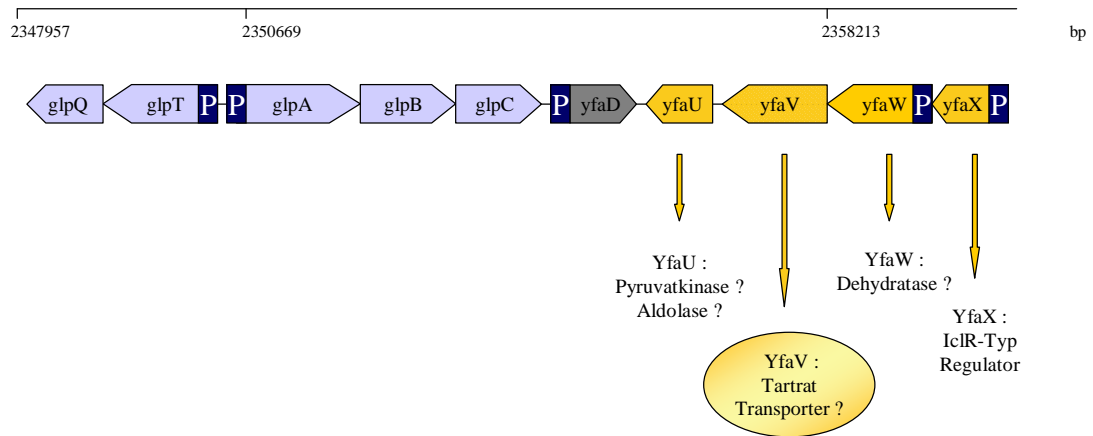 2347957 2350669 2358213 bp
glpQ glpT P P glpA glpB glpC P yfaD yfaU yfaV yfaW P yfaX P
YfaU :
Pyruvatkinase ?
Aldolase ?
YfaV :
Tartrat
Transporter ?
YfaW :
Dehydratase ?
YfaX :
IclR-Typ
Regulator